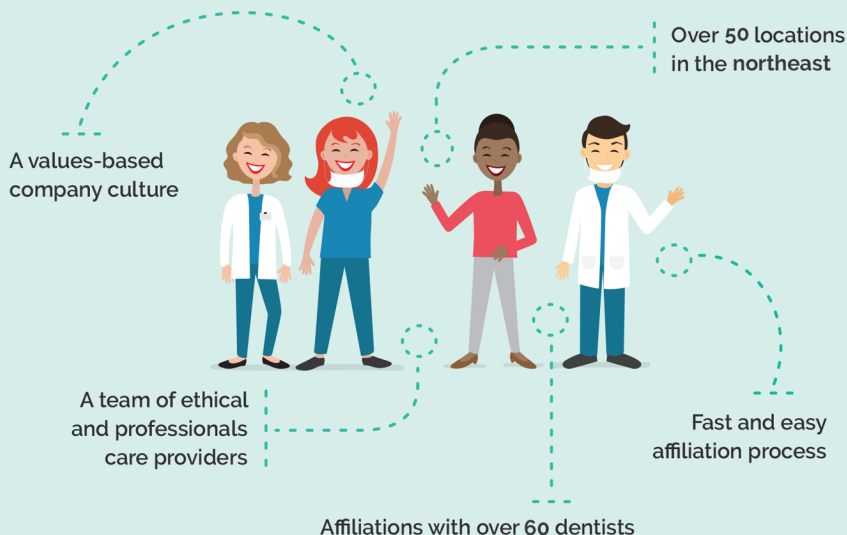 Over 50 locations
in the northeast
A values-based
company culture
A team of ethical
and professionals
care providers
Fast and easy
affiliation process
Affiliations with over 60 dentists